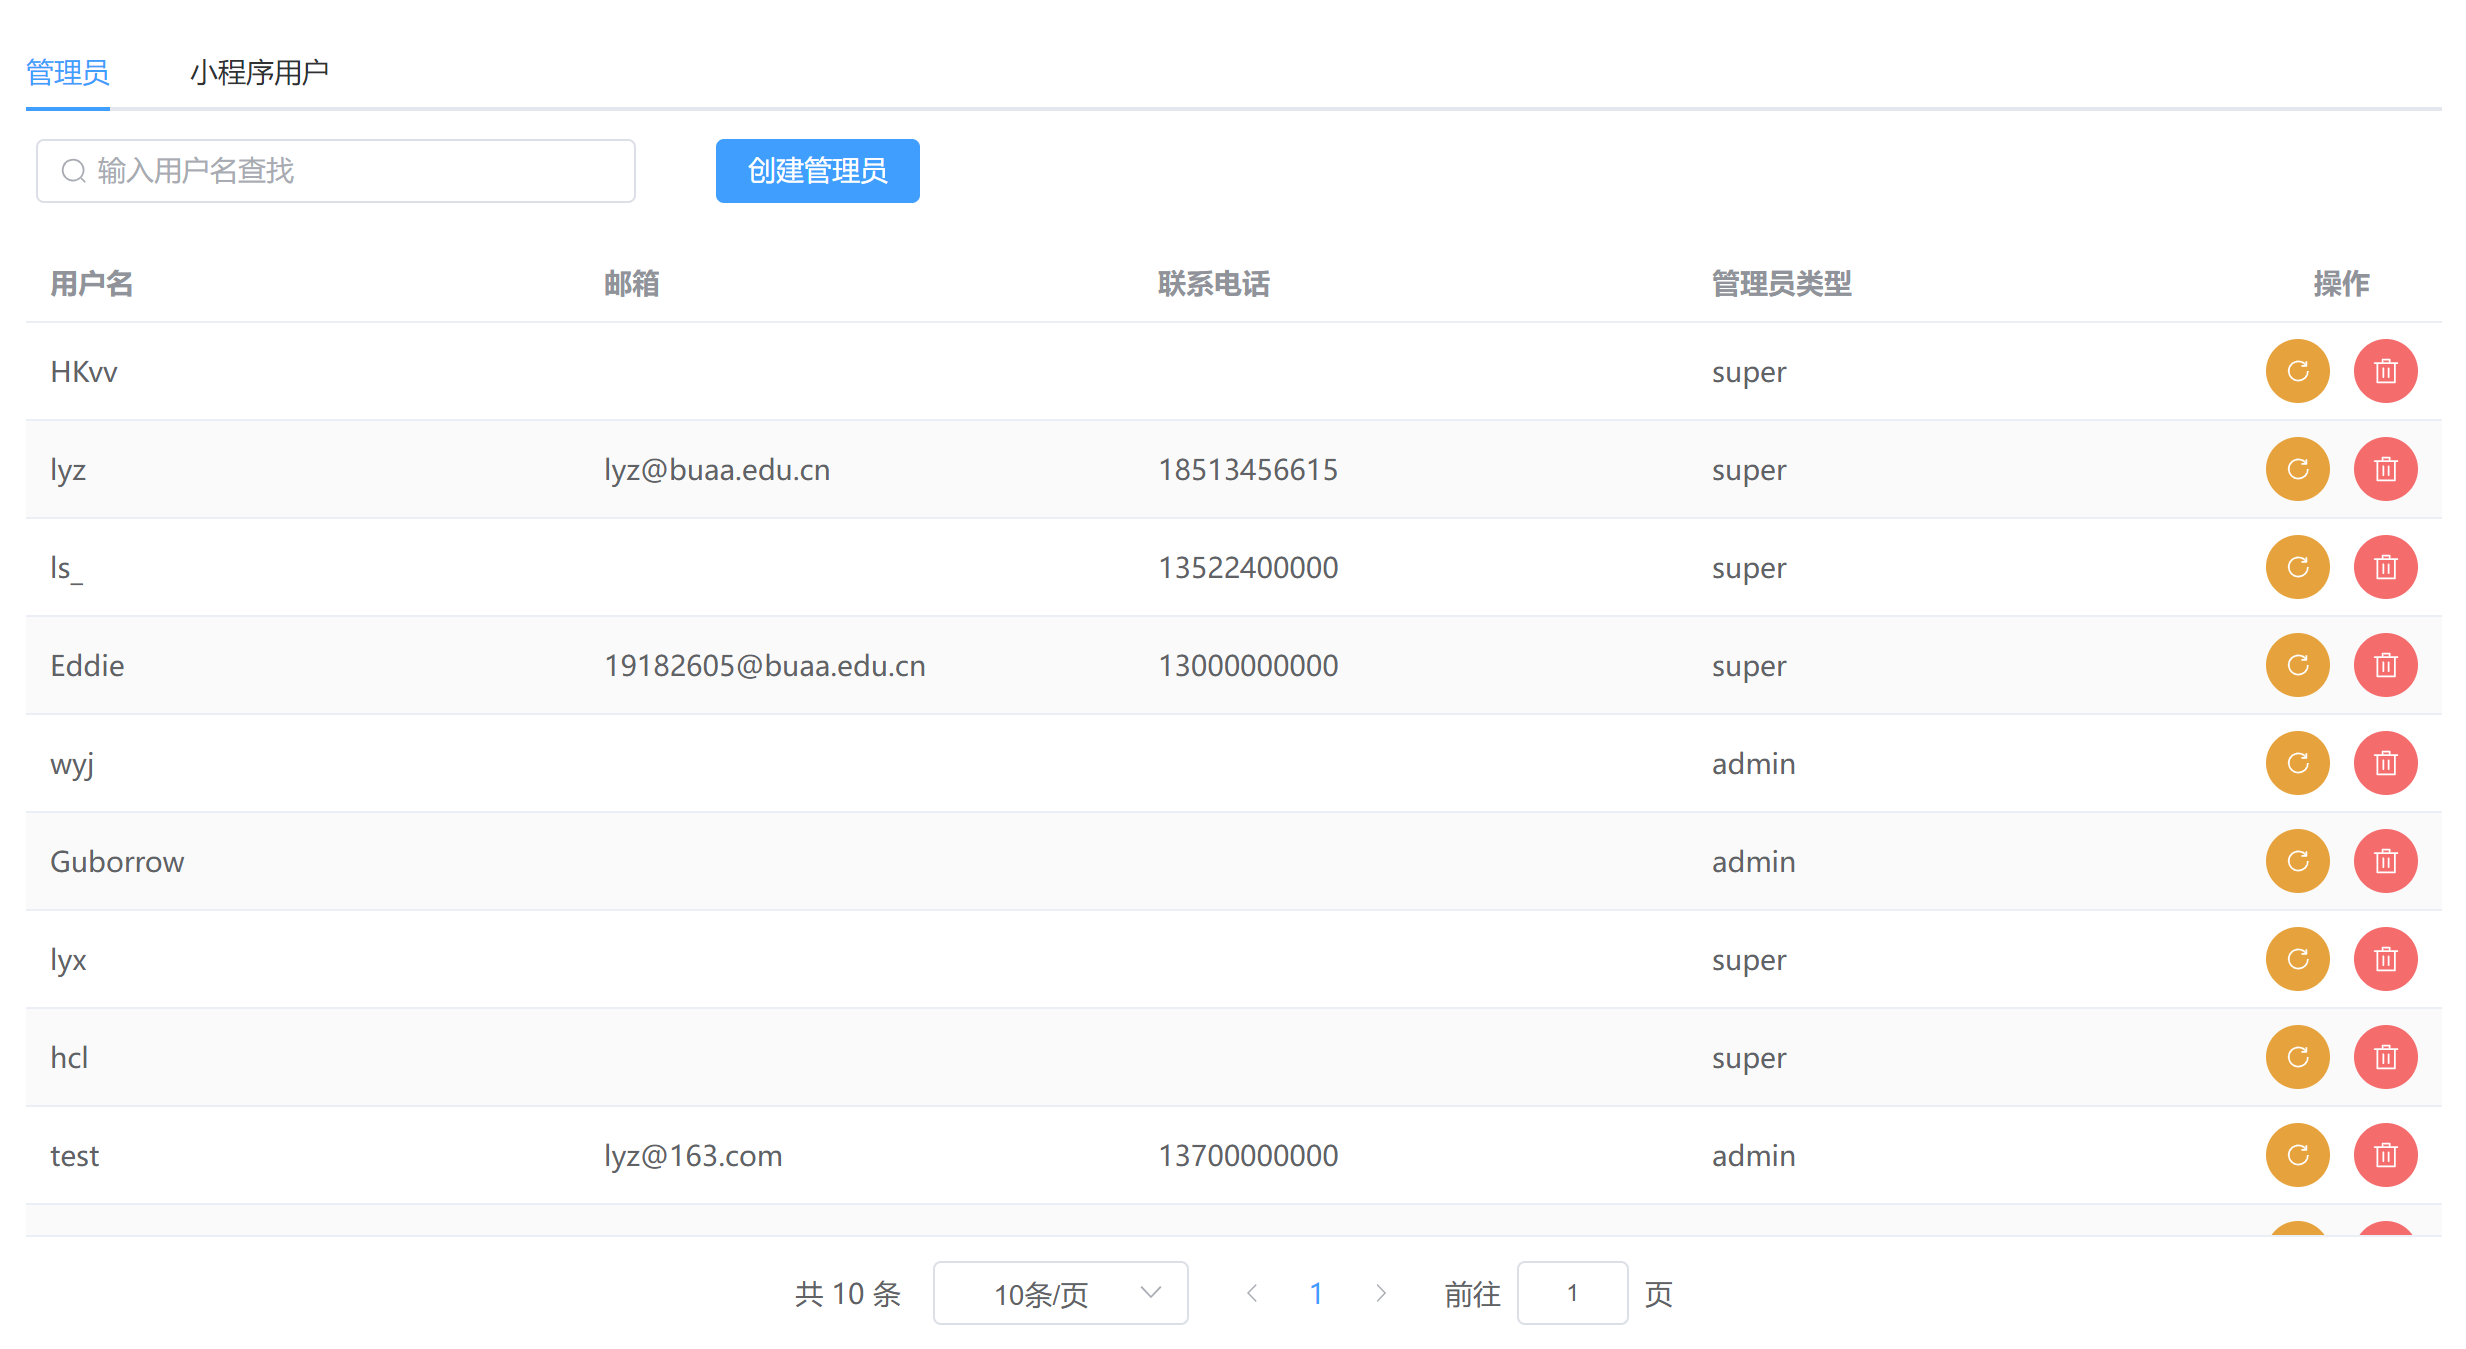 管理员 小程序用户
输入用户名查找 创建管理员
用户名 邮箱 联系电话 管理员类型 操作
HKvv super
lyz lyz@buaa.edu.cn 18513456615 super
ls_ 13522400000 super
Eddie 19182605@buaa.edu.cn 13000000000 super
wyj admin
Guborrow admin
lyx super
hcl super
test lyz@163.com 13700000000 admin
共 10 条 10条/页 1 前往 1 页